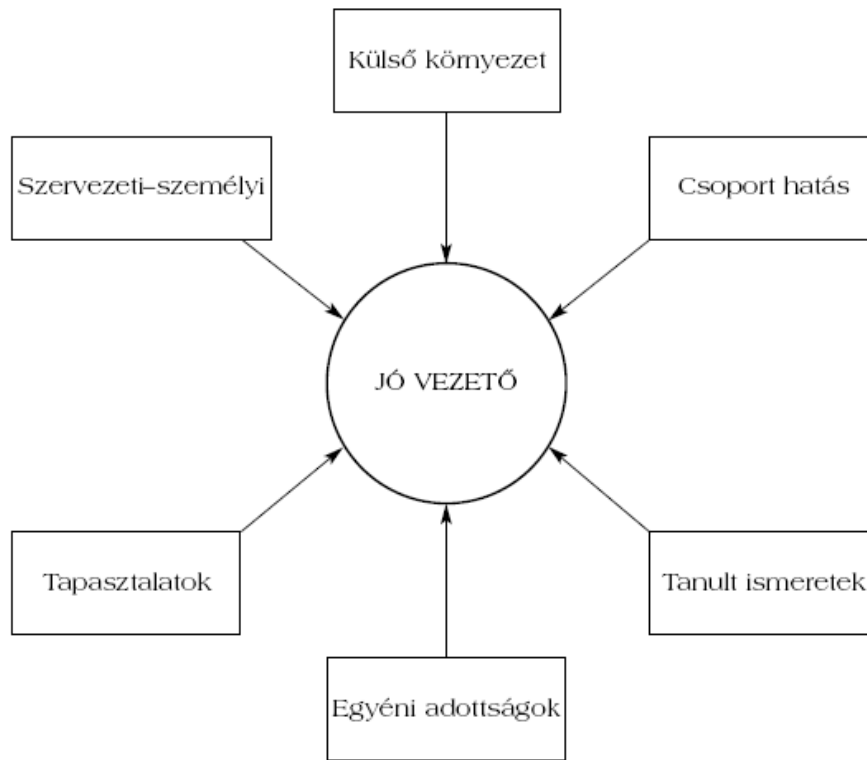 Külső környezet
Szervezeti–személyi
Csoport hatás
JÓ VEZETŐ
Tapasztalatok
Tanult ismeretek
Egyéni adottságok